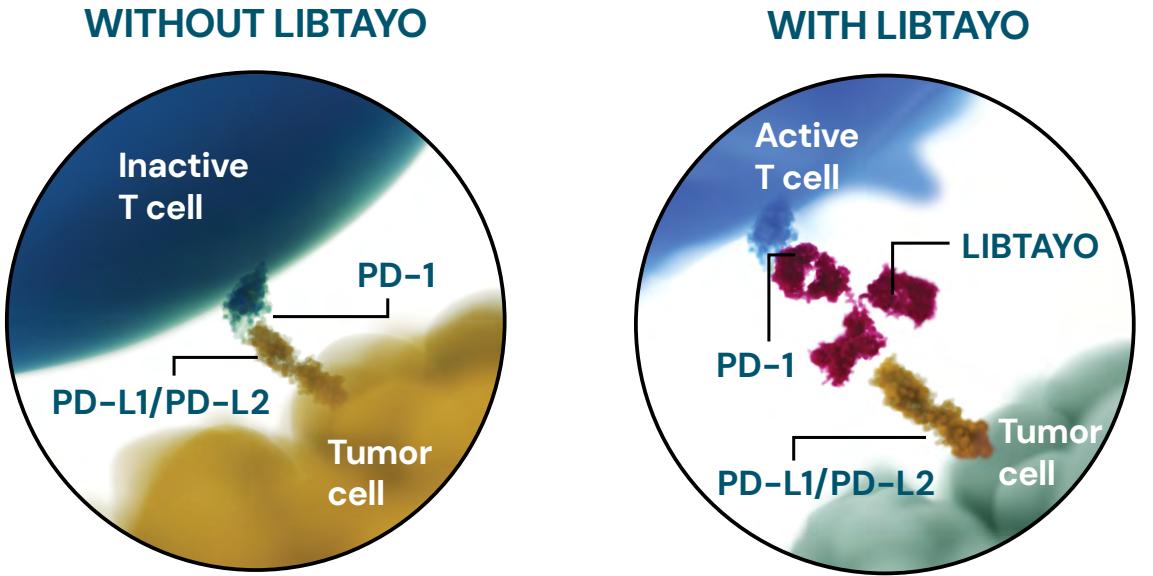 WITHOUT LIBTAYO
Inactive
T cell
PD-1
PD-L1/PD-L2
Tumor
cell
WITH LIBTAYO
Active
T cell
LIBTAYO
PD-1
PD-L1/PD-L2
Tumor
cell